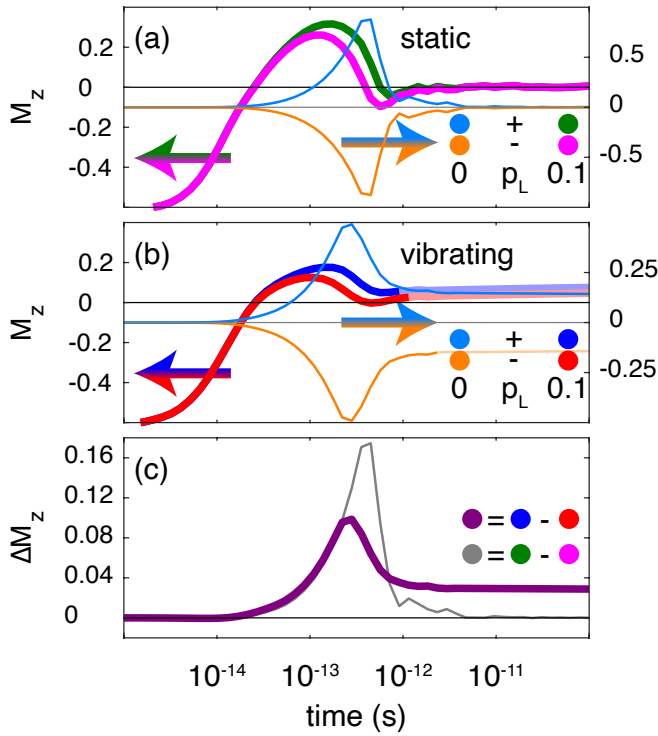 (a)
static
0.2
0
-0.2
-0.4
M_z
0.5
0
-0.5
+
-
0 p_L 0.1
(b)
vibrating
0.2
0
-0.2
-0.4
M_z
0.25
0
-0.25
+
-
0 p_L 0.1
(c)
0.16
0.12
0.08
0.04
0
ΔM_z
= -
= -
10^-14 10^-13 10^-12 10^-11
time (s)